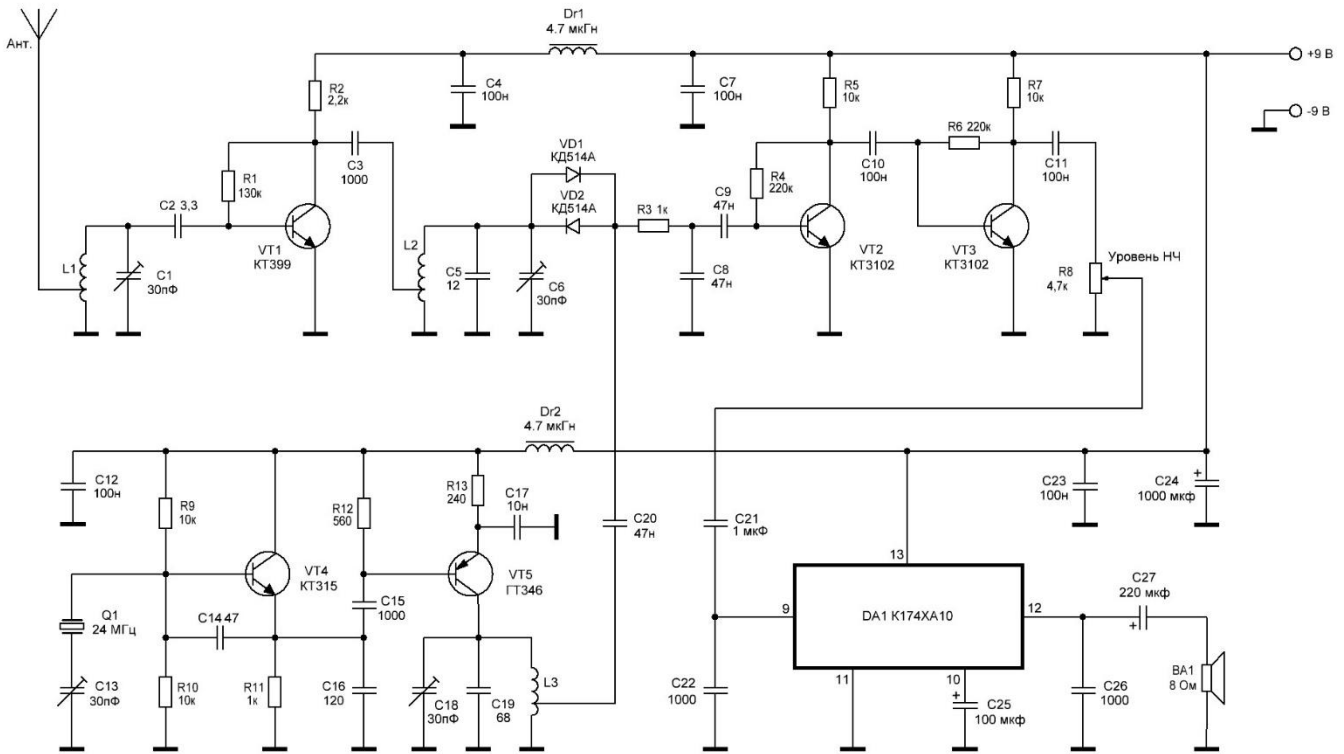 Ант.
Dr1
4.7 мкГн
+9 В
-9 В
R2
2,2к
C4
100н
C7
100н
R5
10к
R7
10к
R6 220к
C3
1000
VD1
КД514А
C10
100н
C11
100н
R1
130к
R4
220к
VD2
КД514А
C9
47н
C2 3,3
R3 1к
L1
C1
30пФ
VT1
КТ399
L2
C5
12
C6
30пФ
C8
47н
VT2
КТ3102
VT3
КТ3102
R8
4,7к
Уровень НЧ
Dr2
4.7 мкГн
C12
100н
R9
10к
R12
560
R13
240
C17
10н
C20
47н
C21
1 мкФ
C23
100н
C24
+
1000 мкф
Q1
24 МГц
VT4
КТ315
VT5
ГТ346
C15
1000
C14 47
13
9
DA1 К174ХА10
12
11
10
C27
220 мкф
+
BA1
8 Ом
C13
30пФ
R10
10к
R11
1к
C16
120
C18
30пФ
C19
68
L3
C22
1000
+
C25
100 мкф
C26
1000